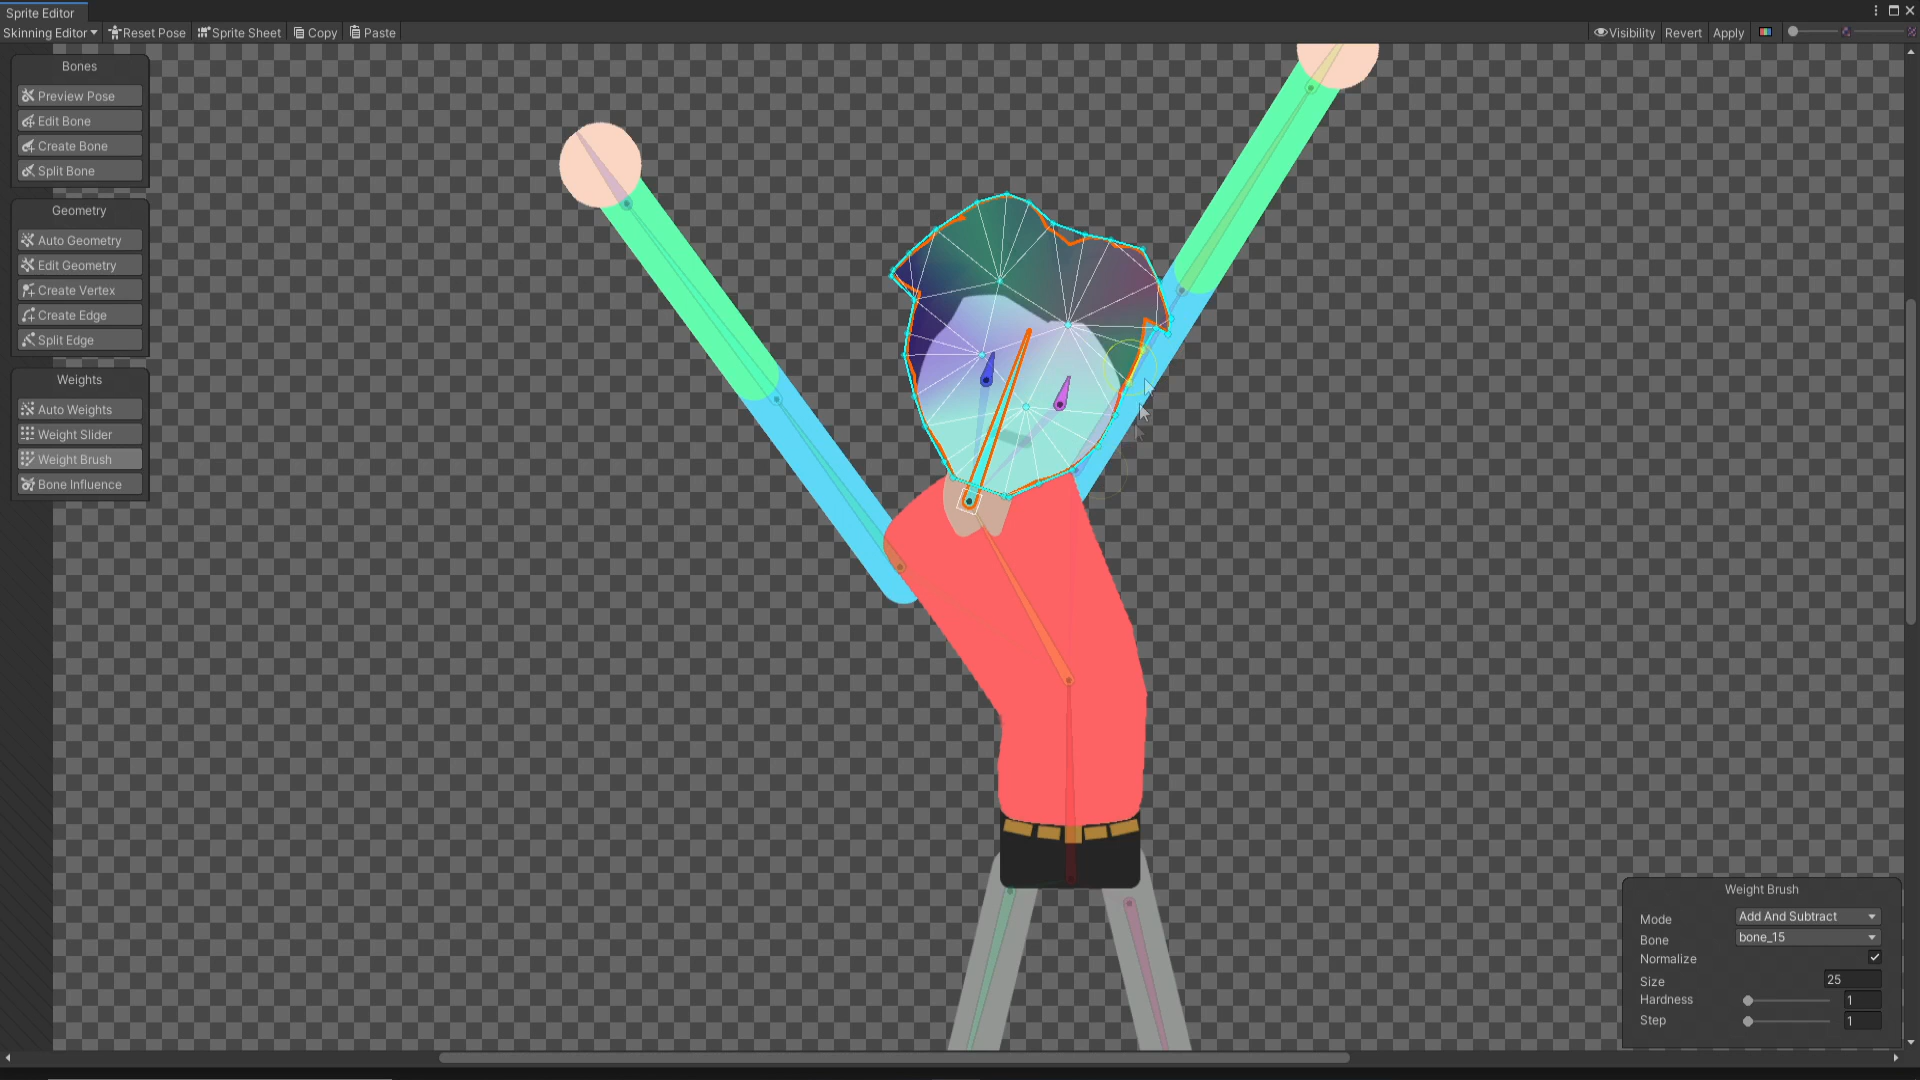 Sprite Editor
Skinning Editor Reset Pose Sprite Sheet Copy Paste Visibility Revert Apply
Bones
Preview Pose
Edit Bone
Create Bone
Split Bone
Geometry
Auto Geometry
Edit Geometry
Create Vertex
Create Edge
Split Edge
Weights
Auto Weights
Weight Slider
Weight Brush
Bone Influence
Weight Brush
Mode Add And Subtract
Bone bone_15
Normalize
Size 25
Hardness 1
Step 1